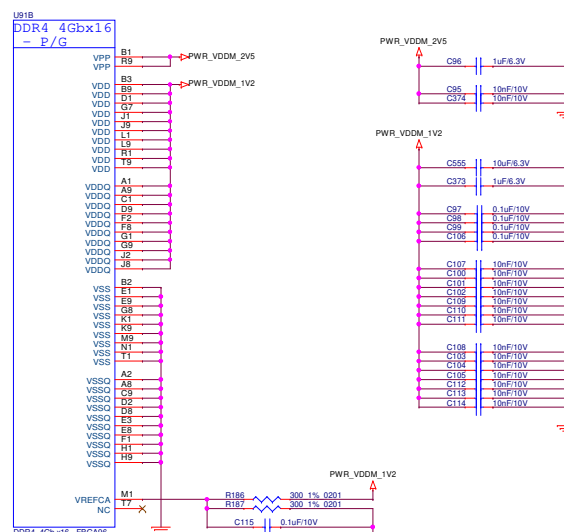 U91B
DDR4 4Gbx16
- P/G
VPP B1 PWR_VDDM_2V5
VPP R9
VDD B3 PWR_VDDM_1V2
VDD B9
VDD D1
VDD G7
VDD J1
VDD J9
VDD L1
VDD L9
VDD R1
VDD T9
VDDQ A1
VDDQ A9
VDDQ C1
VDDQ D9
VDDQ F2
VDDQ F8
VDDQ G1
VDDQ G9
VDDQ J2
VDDQ J8
VSS B2
VSS E1
VSS E9
VSS G8
VSS K1
VSS K9
VSS M9
VSS N1
VSS T1
VSSQ A2
VSSQ A8
VSSQ C9
VSSQ D2
VSSQ D8
VSSQ E3
VSSQ E8
VSSQ F1
VSSQ H1
VSSQ H9
VREFCA M1
NC T7
PWR_VDDM_2V5
C96 1uF/6.3V
C95 10nF/10V
C374 10nF/10V
PWR_VDDM_1V2
C555 10uF/6.3V
C373 1uF/6.3V
C97 0.1uF/10V
C98 0.1uF/10V
C99 0.1uF/10V
C106 0.1uF/10V
C107 10nF/10V
C100 10nF/10V
C101 10nF/10V
C102 10nF/10V
C109 10nF/10V
C110 10nF/10V
C111 10nF/10V
C108 10nF/10V
C103 10nF/10V
C104 10nF/10V
C105 10nF/10V
C112 10nF/10V
C113 10nF/10V
C114 10nF/10V
PWR_VDDM_1V2
R186 300 1% 0201
R187 300 1% 0201
C115 0.1uF/10V